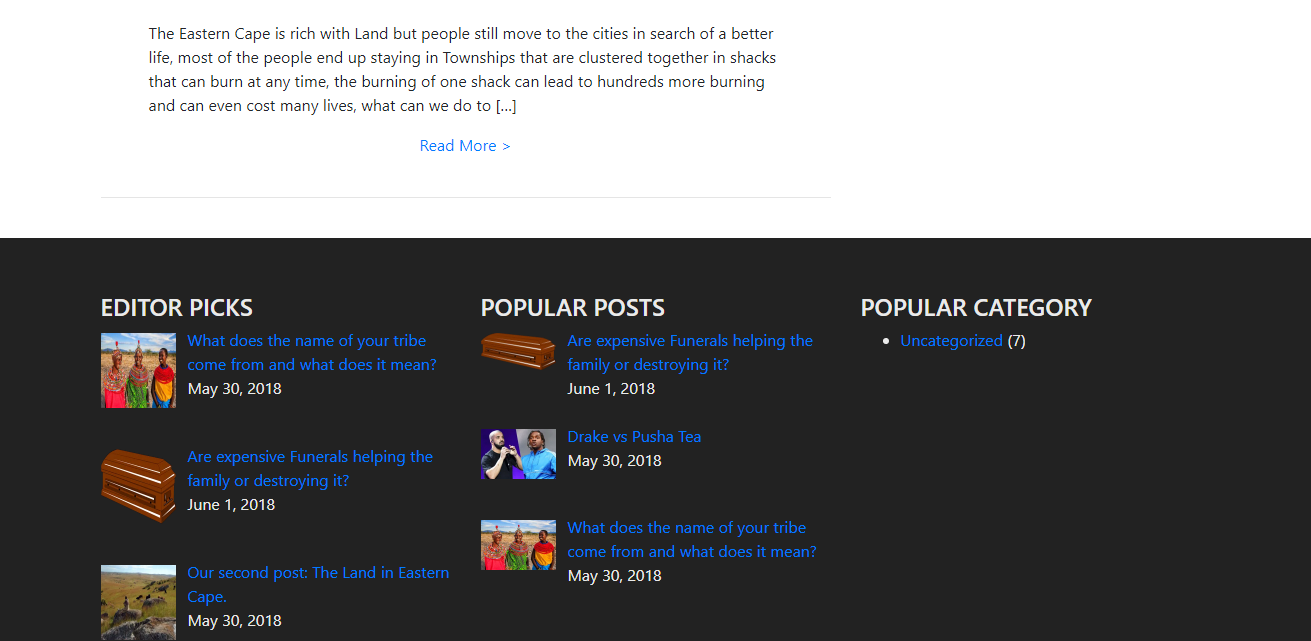 The Eastern Cape is rich with Land but people still move to the cities in search of a better
life, most of the people end up staying in Townships that are clustered together in shacks
that can burn at any time, the burning of one shack can lead to hundreds more burning
and can even cost many lives, what can we do to [...]
Read More >
EDITOR PICKS
What does the name of your tribe
come from and what does it mean?
May 30, 2018
Are expensive Funerals helping the
family or destroying it?
June 1, 2018
Our second post: The Land in Eastern
Cape.
May 30, 2018
POPULAR POSTS
Are expensive Funerals helping the
family or destroying it?
June 1, 2018
Drake vs Pusha Tea
May 30, 2018
What does the name of your tribe
come from and what does it mean?
May 30, 2018
POPULAR CATEGORY
Uncategorized (7)